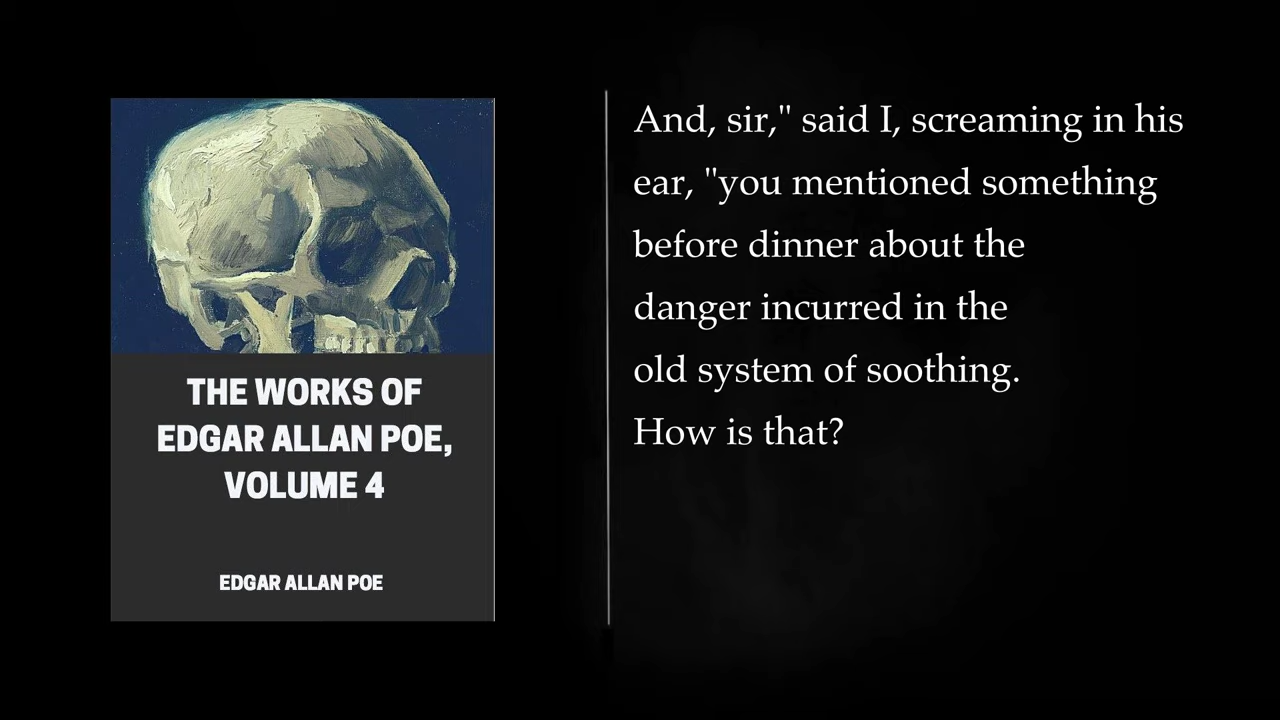 THE WORKS OF
EDGAR ALLAN POE,
VOLUME 4
EDGAR ALLAN POE
And, sir," said I, screaming in his
ear, "you mentioned something
before dinner about the
danger incurred in the
old system of soothing.
How is that?